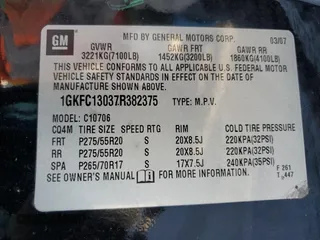 GM MFD BY GENERAL MOTORS CORP. 03/07
GVWR GAWR FRT GAWR RR
3221KG(7100LB) 1452KG(3200LB) 1860KG(4100LB)
THIS VEHICLE CONFORMS TO ALL APPLICABLE U.S. FEDERAL MOTOR
VEHICLE SAFETY STANDARDS IN EFFECT ON THE DATE OF
MANUFACTURE SHOWN ABOVE.
1GKFC13037R382375 TYPE: M.P.V.
MODEL: C10706
CQ4M TIRE SIZE SPEED RTG RIM COLD TIRE PRESSURE
FRT P275/55R20 S 20X8.5J 220KPA(32PSI)
RR P275/55R20 S 20X8.5J 220KPA(32PSI)
SPA P265/70R17 S 17X7.5J 240KPA(35PSI)
SEE OWNER'S MANUAL FOR MORE INFORMATION. F 261
T 447